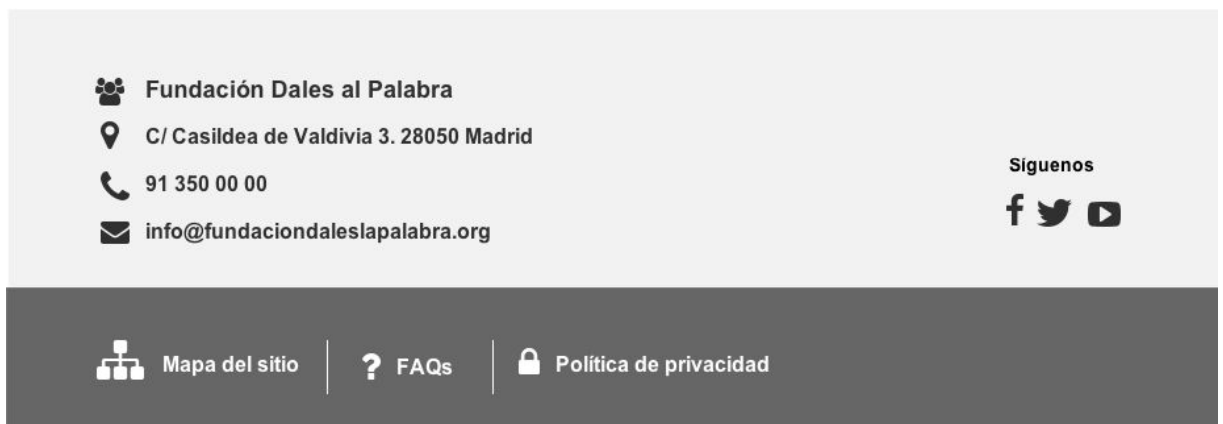 Fundación Dales al Palabra
C/ Casildea de Valdivia 3. 28050 Madrid
91 350 00 00
info@fundaciondaleslapalabra.org
Síguenos
Mapa del sitio
? FAQs
Política de privacidad